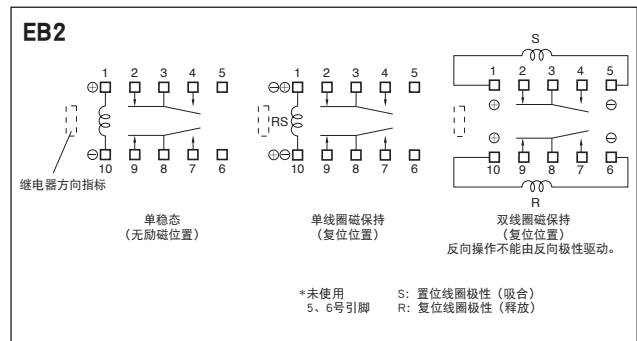 EB2
S
1 2 3 4 5
1 2 3 4 5
1 2 3 4 5
⊕
⊖⊕
RS
⊕ ⊖
⊕ ⊖
⊖
⊕⊖
10 9 8 7 6
10 9 8 7 6
10 9 8 7 6
R
继电器方向指标
单稳态
（无励磁位置）
单线圈磁保持
（复位位置）
双线圈磁保持
（复位位置）
反向操作不能由反向极性驱动。
*未使用
5、6号引脚
S: 置位线圈极性（吸合）
R: 复位线圈极性（释放）